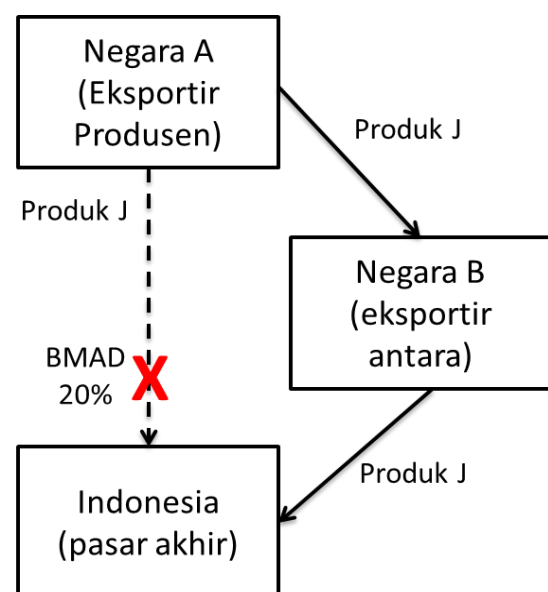 Negara A
(Eksportir
Produsen)
Produk J
Produk J
Negara B
(eksportir
antara)
BMAD
20%
X
Produk J
Indonesia
(pasar akhir)